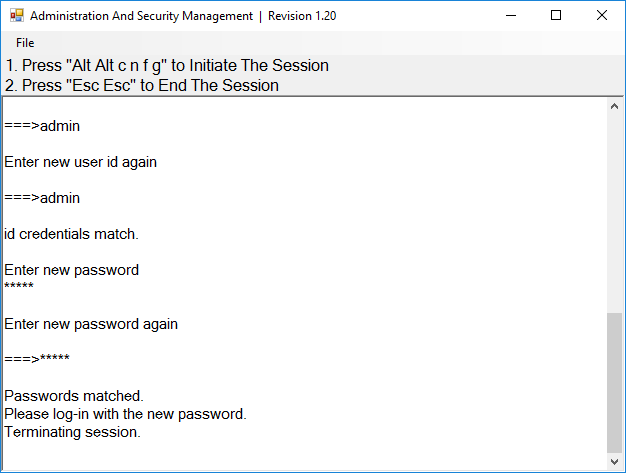 Administration And Security Management | Revision 1.20
File
1. Press "Alt Alt c n f g" to Initiate The Session
2. Press "Esc Esc" to End The Session
===>admin
Enter new user id again
===>admin
id credentials match.
Enter new password
*****
Enter new password again
===>*****
Passwords matched.
Please log-in with the new password.
Terminating session.